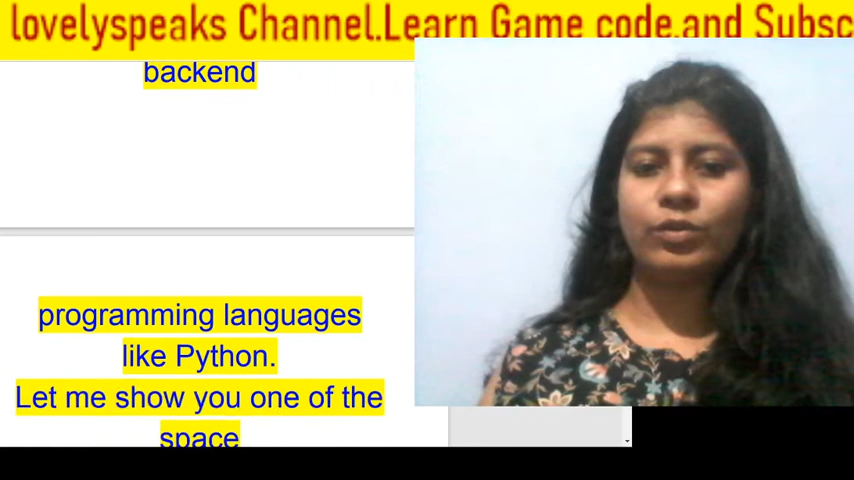 lovelyspeaks Channel.Learn Game code.and Subsc
backend
programming languages
like Python.
Let me show you one of the
space